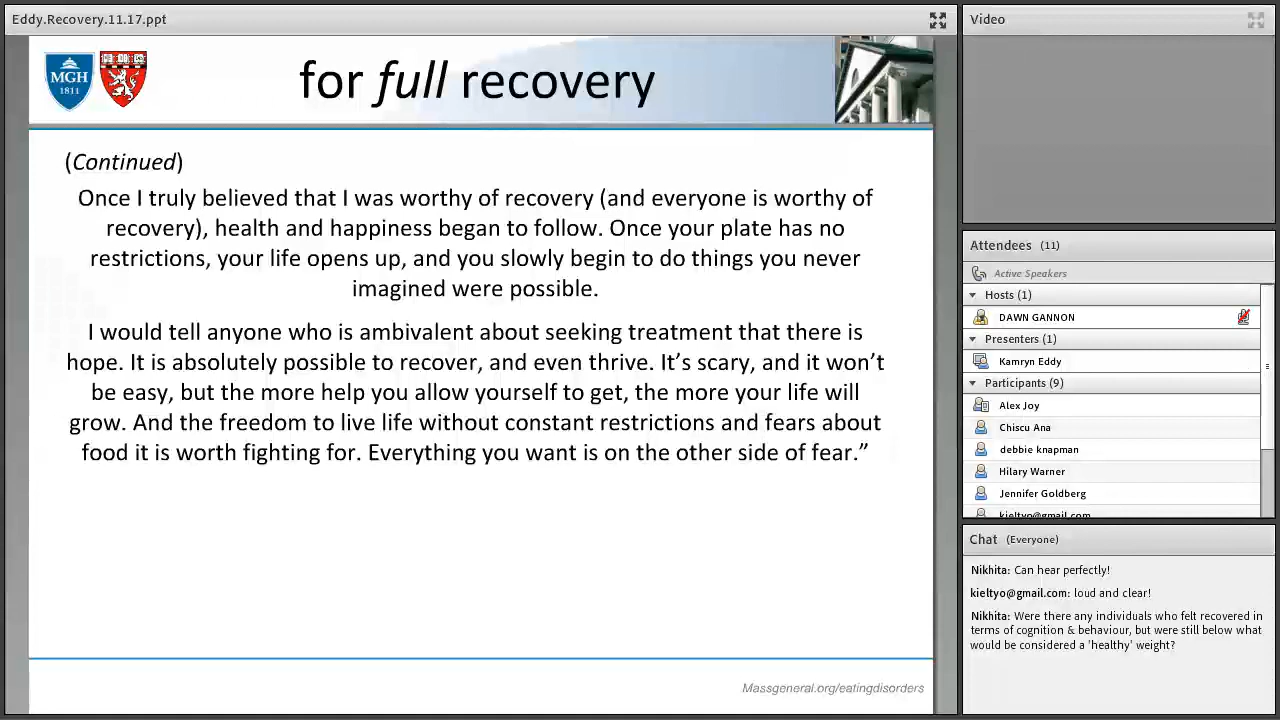 Eddy.Recovery.11.17.ppt
MGH
1811
for full recovery
(Continued)
Once I truly believed that I was worthy of recovery (and everyone is worthy of
recovery), health and happiness began to follow. Once your plate has no
restrictions, your life opens up, and you slowly begin to do things you never
imagined were possible.
I would tell anyone who is ambivalent about seeking treatment that there is
hope. It is absolutely possible to recover, and even thrive. It’s scary, and it won’t
be easy, but the more help you allow yourself to get, the more your life will
grow. And the freedom to live life without constant restrictions and fears about
food it is worth fighting for. Everything you want is on the other side of fear.”
Massgeneral.org/eatingdisorders
Video
Attendees (11)
Active Speakers
Hosts (1)
DAWN GANNON
Presenters (1)
Kamryn Eddy
Participants (9)
Alex Joy
Chiscu Ana
debbie knapman
Hilary Warner
Jennifer Goldberg
kieltyo@gmail.com
Chat (Everyone)
Nikhita: Can hear perfectly!
kieltyo@gmail.com: loud and clear!
Nikhita: Were there any individuals who felt recovered in
terms of cognition & behaviour, but were still below what
would be considered a 'healthy' weight?